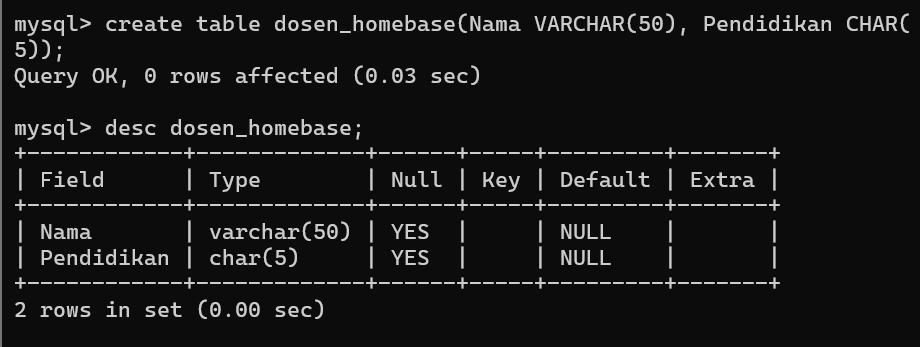 mysql> create table dosen_homebase(Nama VARCHAR(50), Pendidikan CHAR(
5));
Query OK, 0 rows affected (0.03 sec)

mysql> desc dosen_homebase;
+------------+-------------+------+-----+---------+-------+
| Field      | Type        | Null | Key | Default | Extra |
+------------+-------------+------+-----+---------+-------+
| Nama       | varchar(50) | YES  |     | NULL    |       |
| Pendidikan | char(5)     | YES  |     | NULL    |       |
+------------+-------------+------+-----+---------+-------+
2 rows in set (0.00 sec)